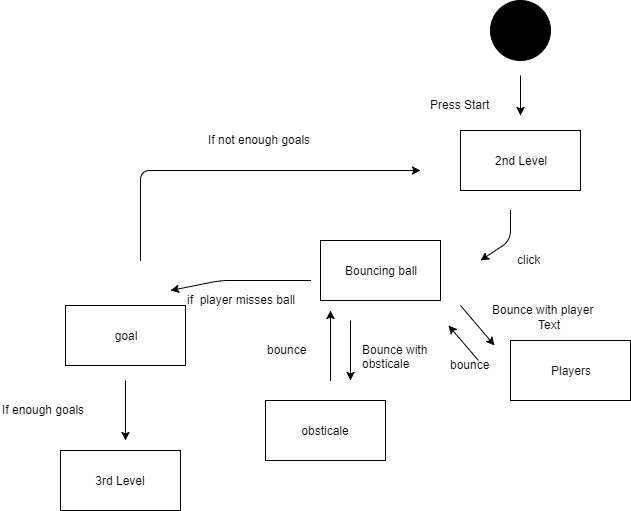 Press Start
If not enough goals
2nd Level
click
Bouncing ball
if  player misses ball
Bounce with player
Text
goal
bounce
Bounce with
obsticale
bounce
Players
If enough goals
obsticale
3rd Level